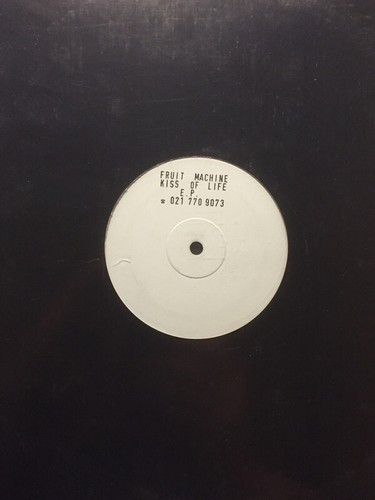 FRUIT MACHINE
KISS OF LIFE
E.P.
☎ 021 770 9073